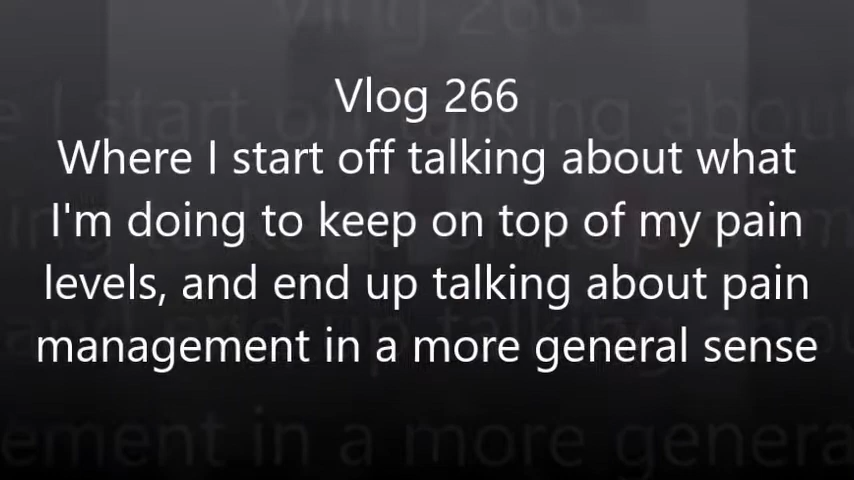 Vlog 266
Where I start off talking about what
I'm doing to keep on top of my pain
levels, and end up talking about pain
management in a more general sense